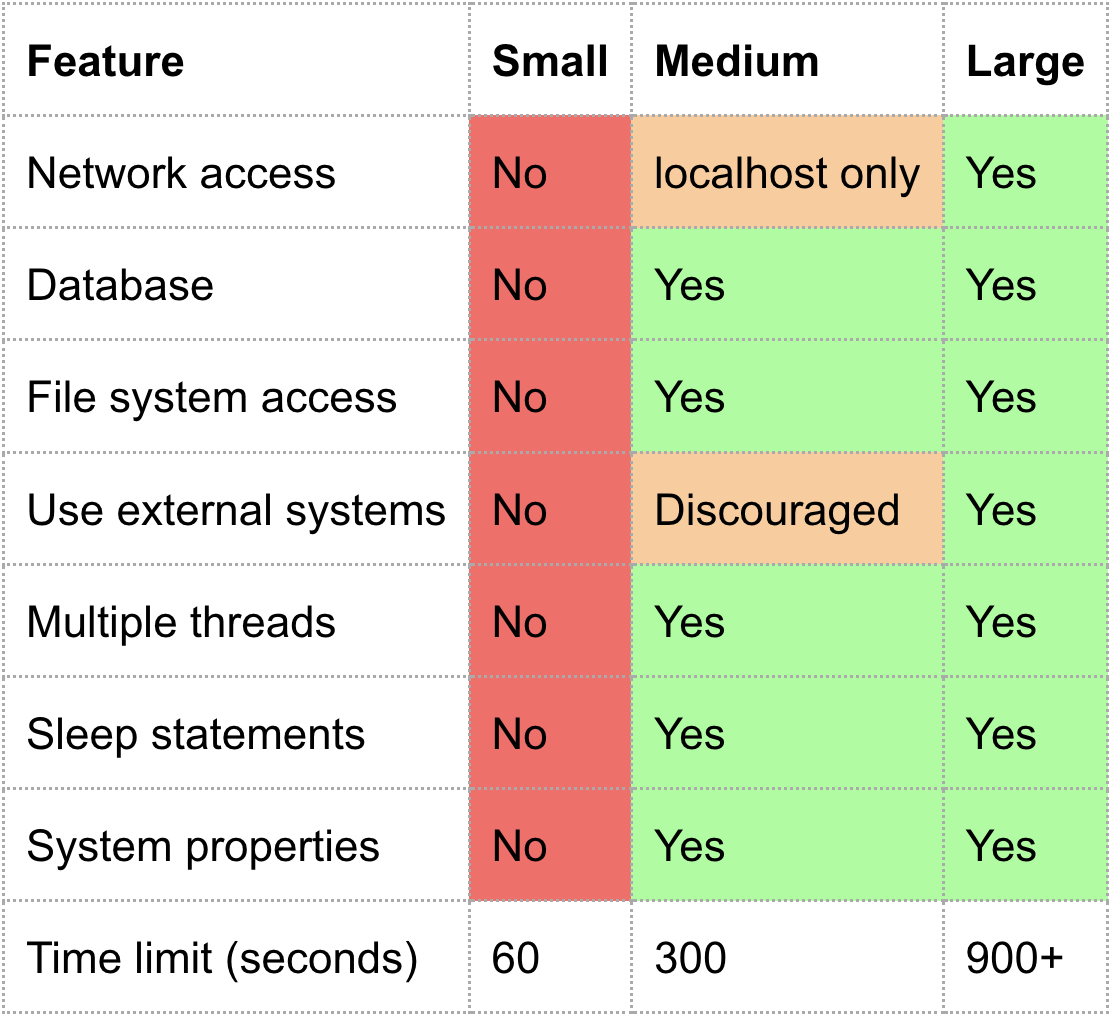 Feature Small Medium Large
Network access No localhost only Yes
Database No Yes Yes
File system access No Yes Yes
Use external systems No Discouraged Yes
Multiple threads No Yes Yes
Sleep statements No Yes Yes
System properties No Yes Yes
Time limit (seconds) 60 300 900+